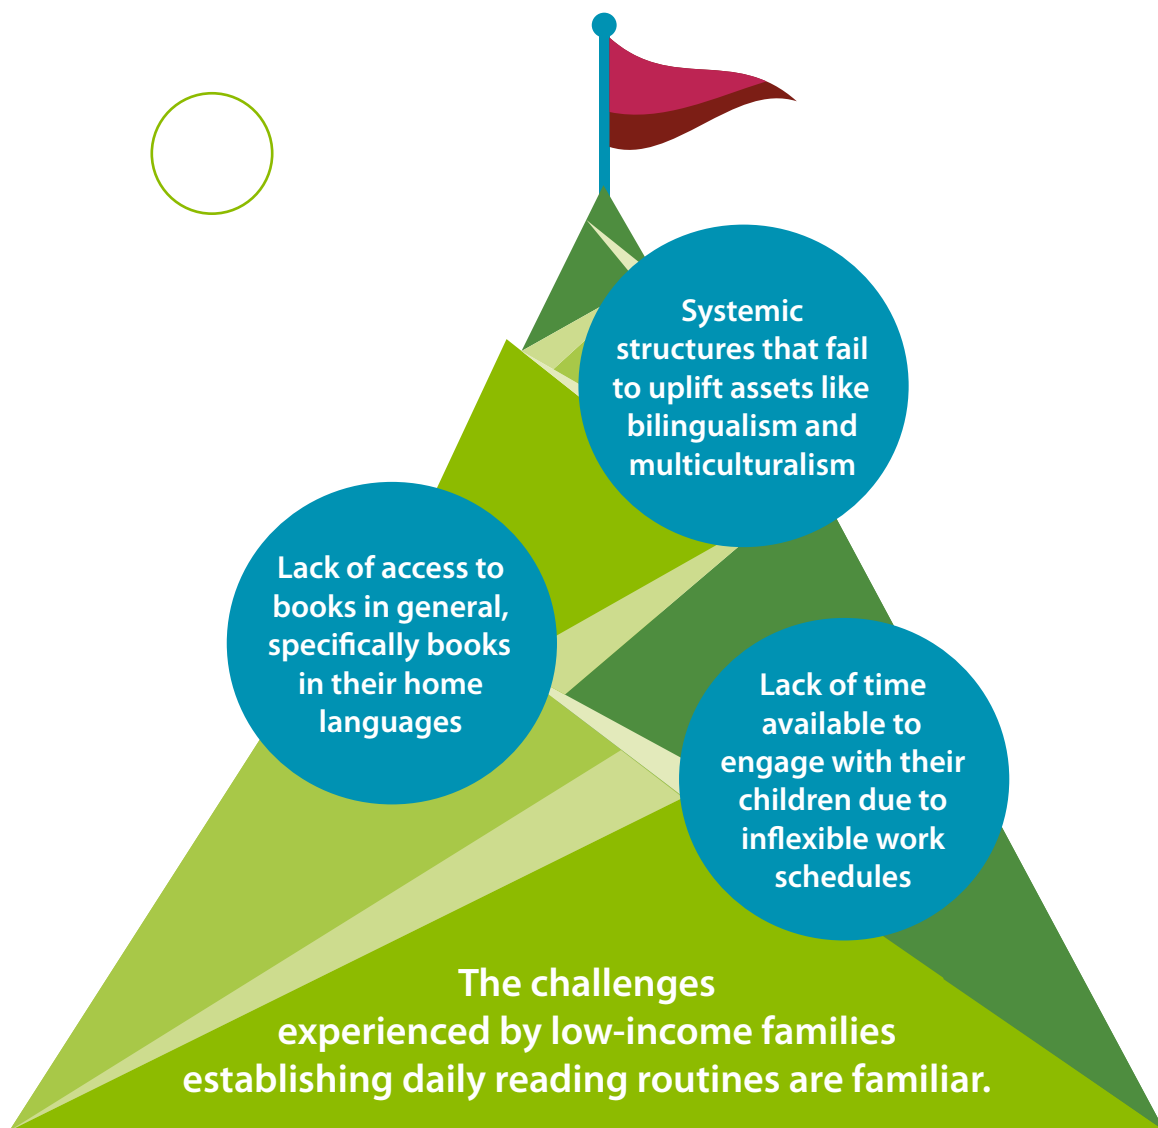 Systemic
structures that fail
to uplift assets like
bilingualism and
multiculturalism
Lack of access to
books in general,
specifically books
in their home
languages
Lack of time
available to
engage with their
children due to
inflexible work
schedules
The challenges
experienced by low-income families
establishing daily reading routines are familiar.